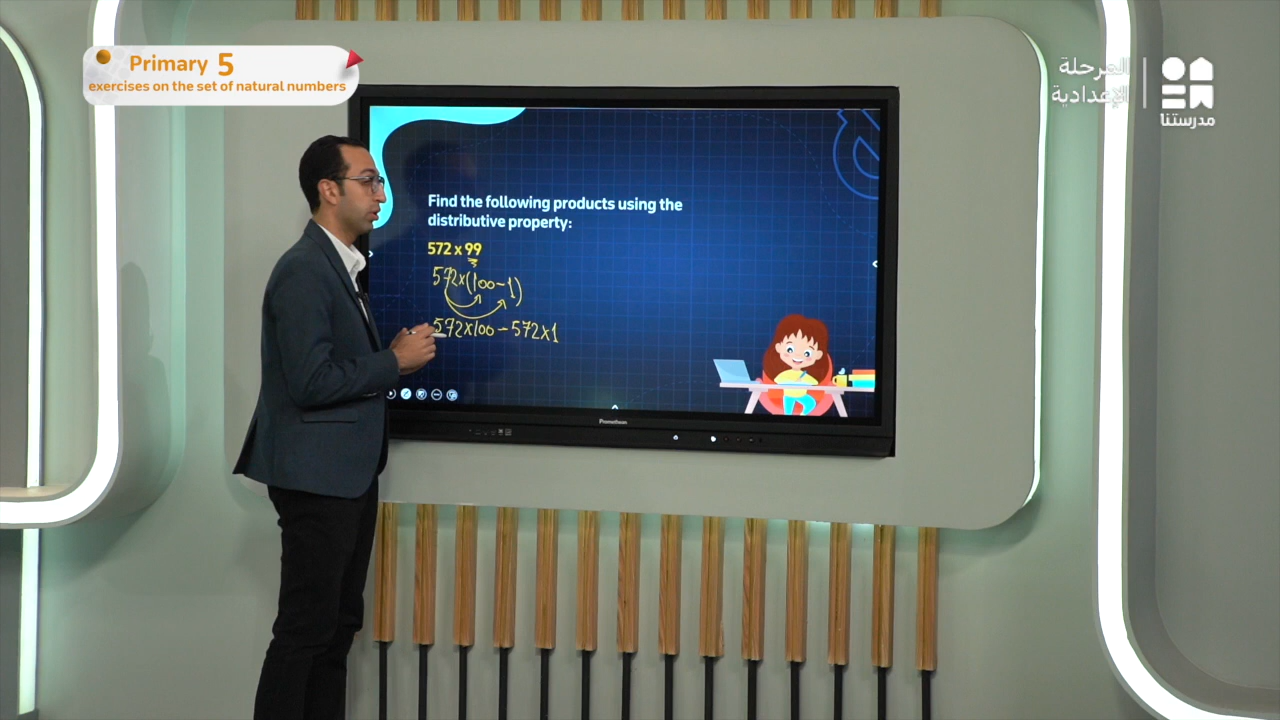 Primary 5
exercises on the set of natural numbers
المرحلة
الإعدادية
مدرستنا
Find the following products using the
distributive property:
572 x 99
572x(100-1)
572x100-572x1
Promethean